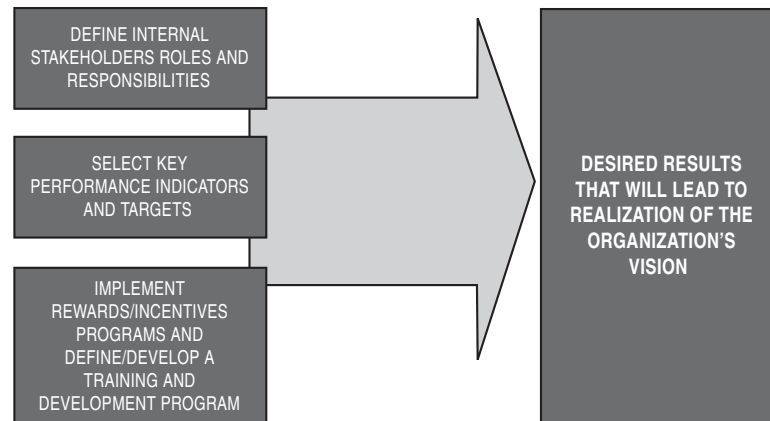 DEFINE INTERNAL
STAKEHOLDERS ROLES AND
RESPONSIBILITIES
SELECT KEY
PERFORMANCE INDICATORS
AND TARGETS
IMPLEMENT
REWARDS/INCENTIVES
PROGRAMS AND
DEFINE/DEVELOP A
TRAINING AND
DEVELOPMENT PROGRAM
DESIRED RESULTS
THAT WILL LEAD TO
REALIZATION OF THE
ORGANIZATION'S
VISION